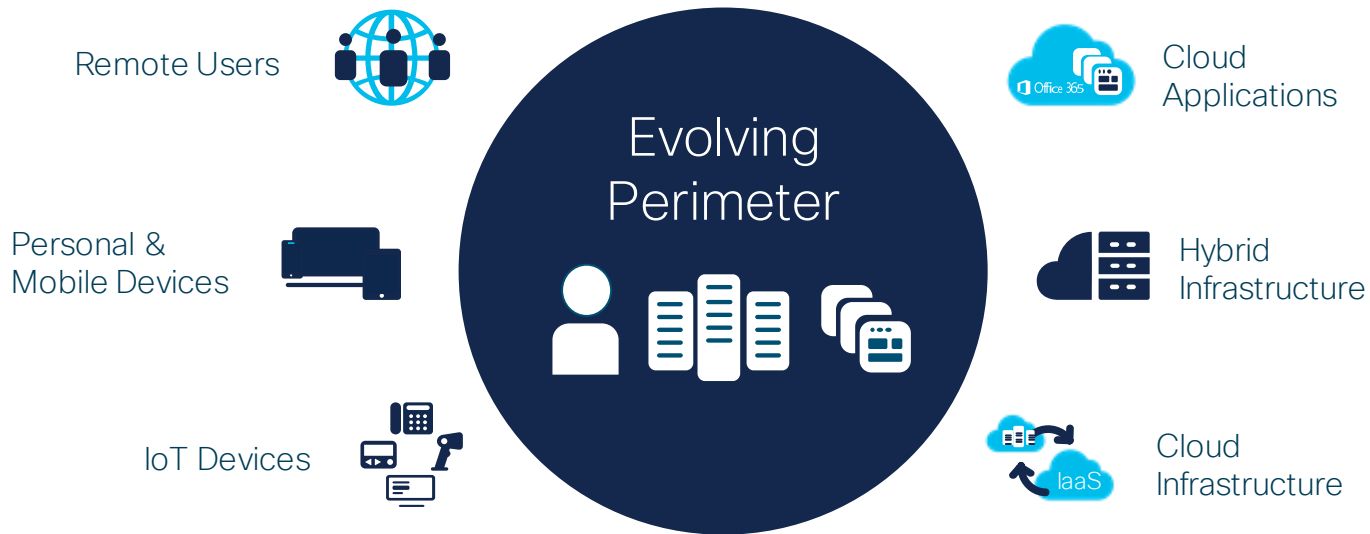 Remote Users
Personal &
Mobile Devices
IoT Devices
Evolving
Perimeter
Office 365
Cloud
Applications
Hybrid
Infrastructure
IaaS
Cloud
Infrastructure